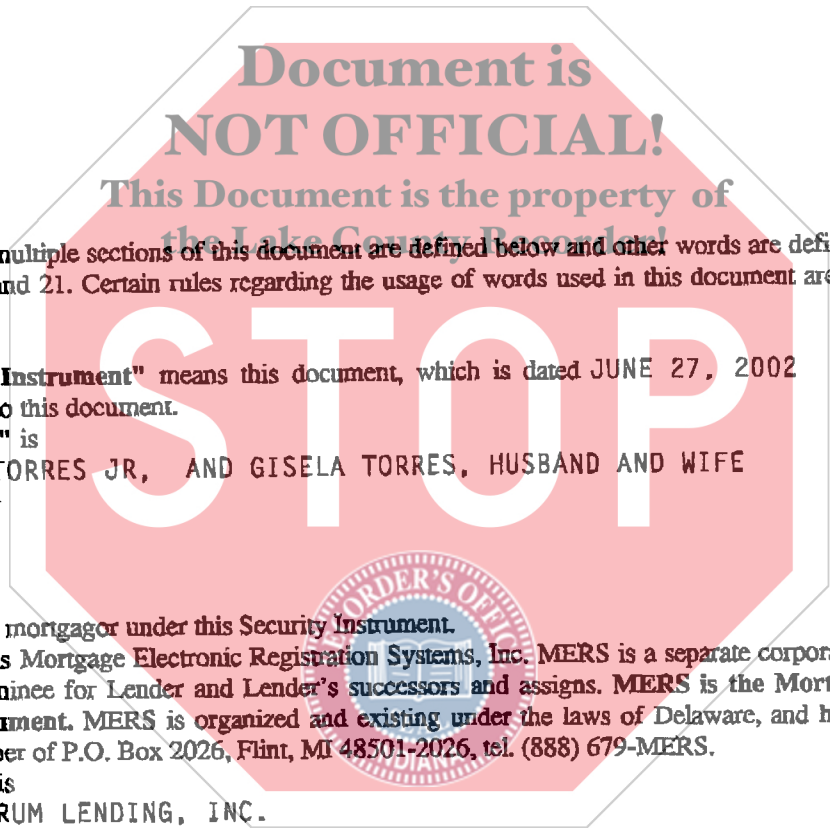 Document is
NOT OFFICIAL!
This Document is the property of
the Lake County Recorder!
multiple sections of this document are defined below and other words are defi
and 21. Certain rules regarding the usage of words used in this document are
Instrument" means this document, which is dated JUNE 27, 2002
o this document.
" is
TORRES JR, AND GISELA TORRES, HUSBAND AND WIFE
STOP
mortgagor under this Security Instrument.
s Mortgage Electronic Registration Systems, Inc. MERS is a separate corpora
ninee for Lender and Lender's successors and assigns. MERS is the Mort
ument. MERS is organized and existing under the laws of Delaware, and h
ber of P.O. Box 2026, Flint, MI 48501-2026, tel. (888) 679-MERS.
is
RUM LENDING, INC.
RECORDER'S OFFICE
INDIANA